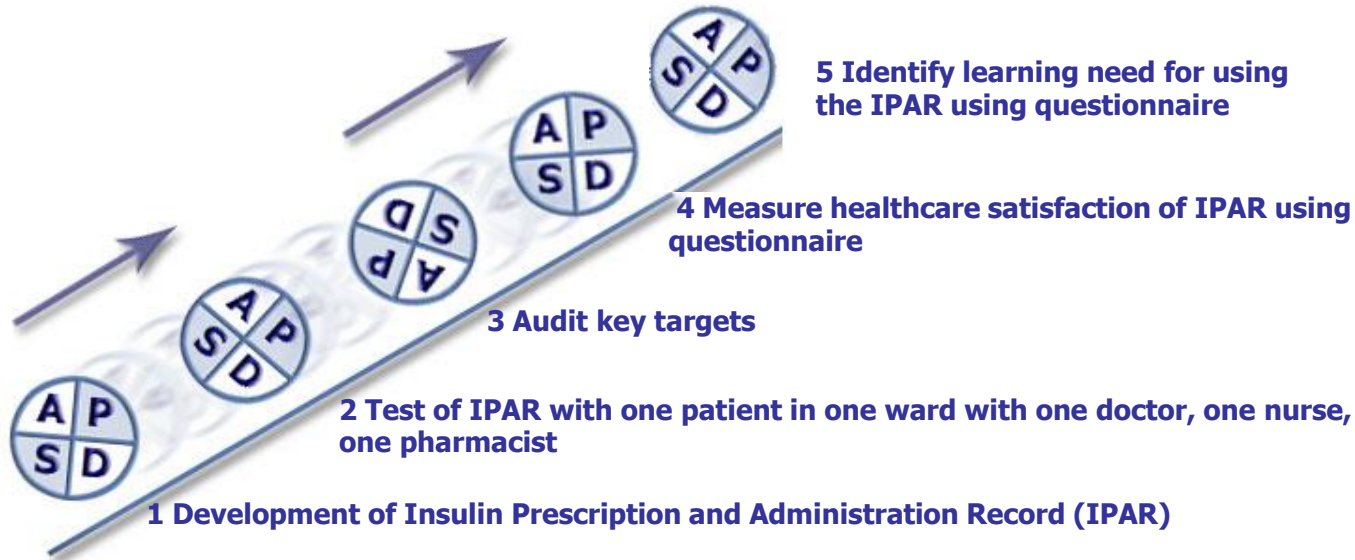 A P
S D
A P
S D
A P
S D
A P
S D
A P
S D
5 Identify learning need for using
the IPAR using questionnaire
4 Measure healthcare satisfaction of IPAR using
questionnaire
3 Audit key targets
2 Test of IPAR with one patient in one ward with one doctor, one nurse,
one pharmacist
1 Development of Insulin Prescription and Administration Record (IPAR)